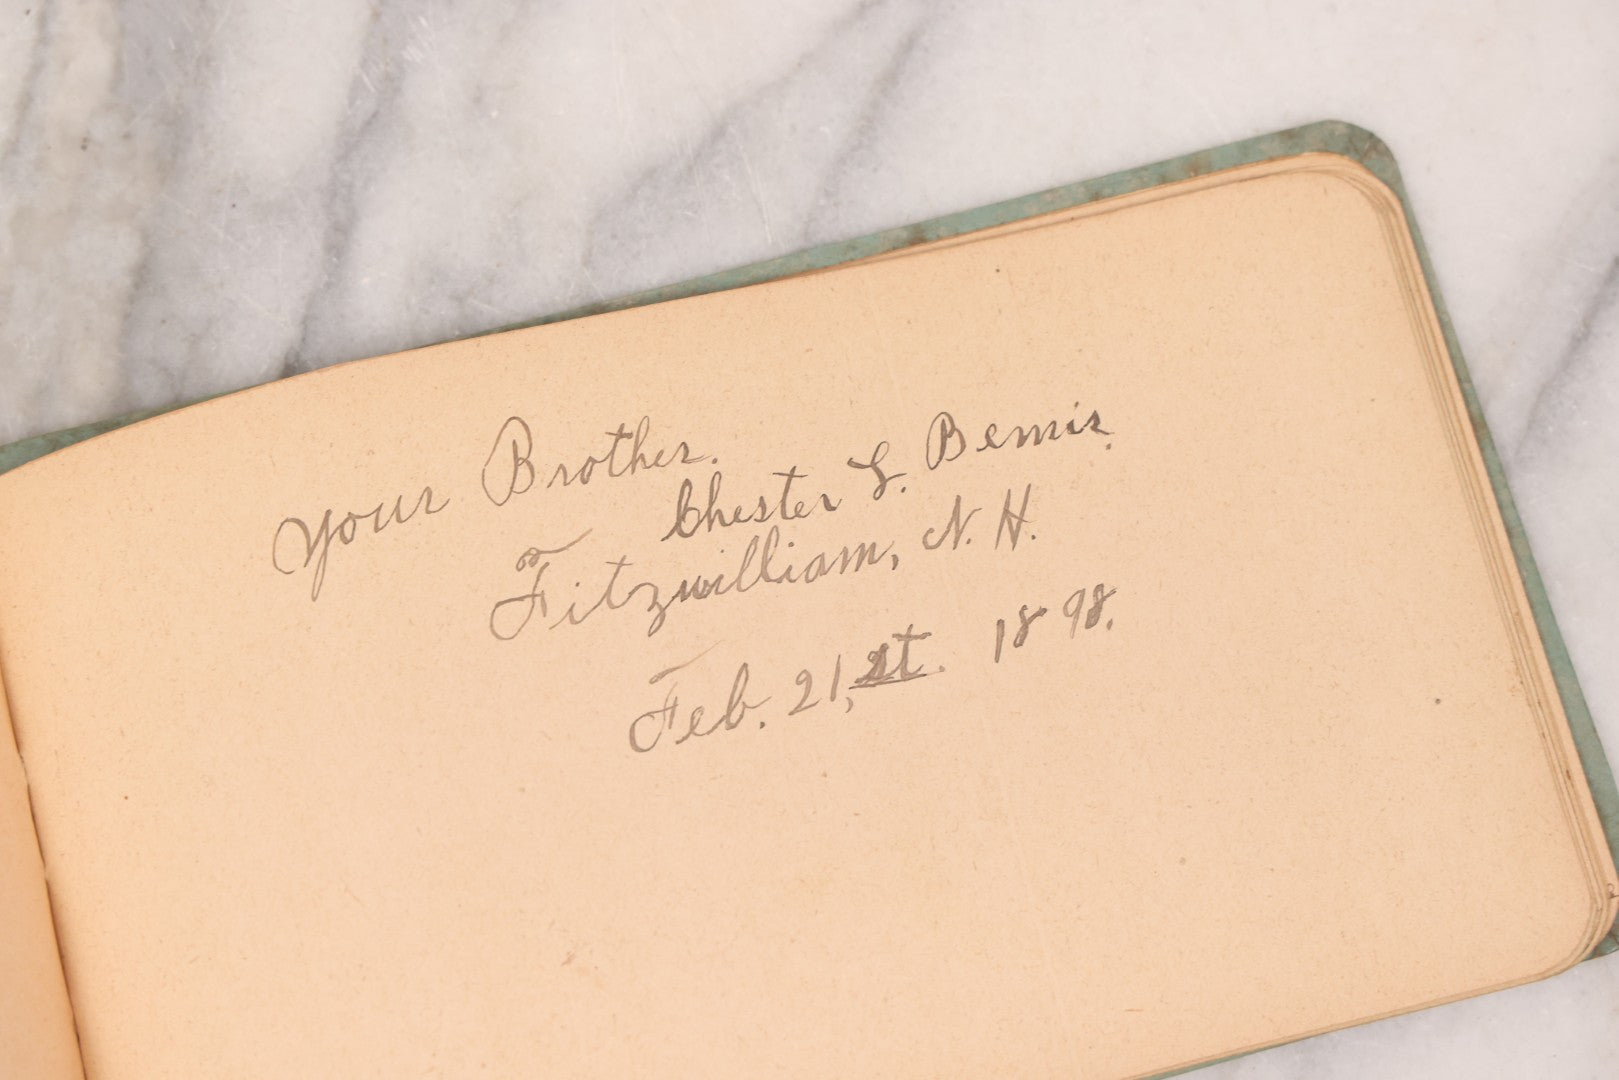 Your Brother.
Chester L. Bemis.
Fitzwilliam, N. H.
Feb. 21, st. 1898.